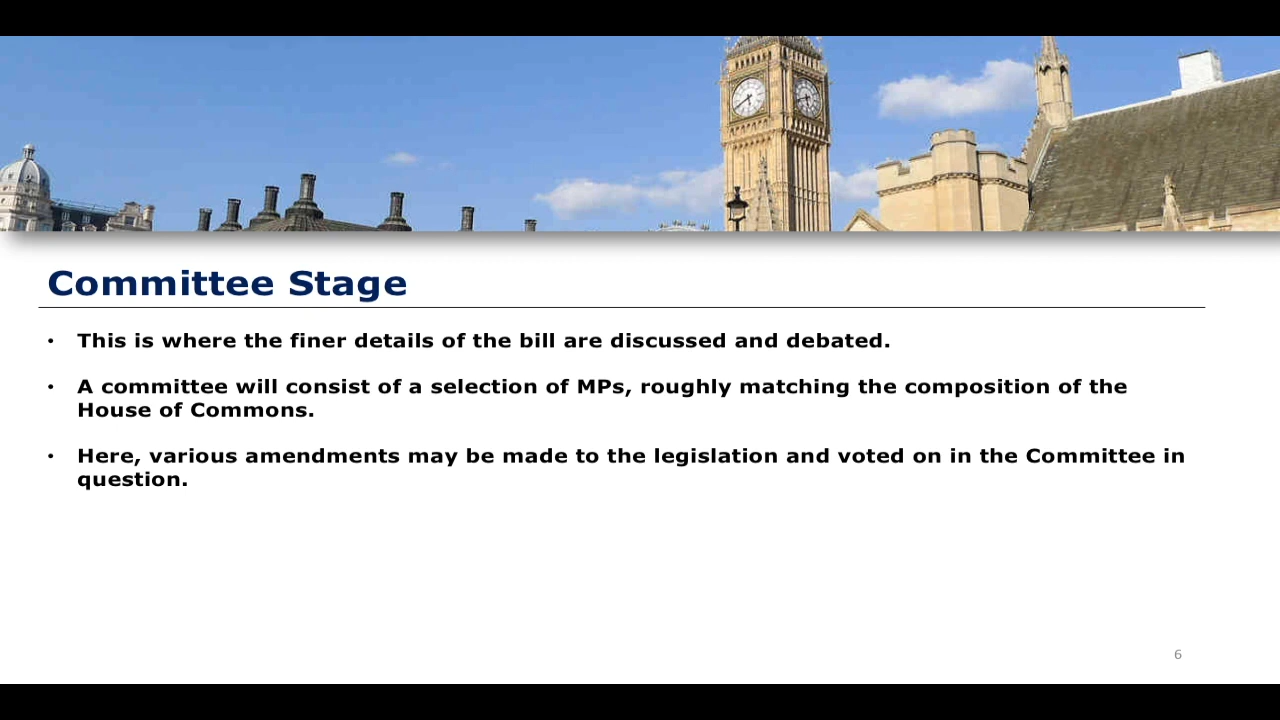 Committee Stage
• This is where the finer details of the bill are discussed and debated.
• A committee will consist of a selection of MPs, roughly matching the composition of the
House of Commons.
• Here, various amendments may be made to the legislation and voted on in the Committee in
question.
6